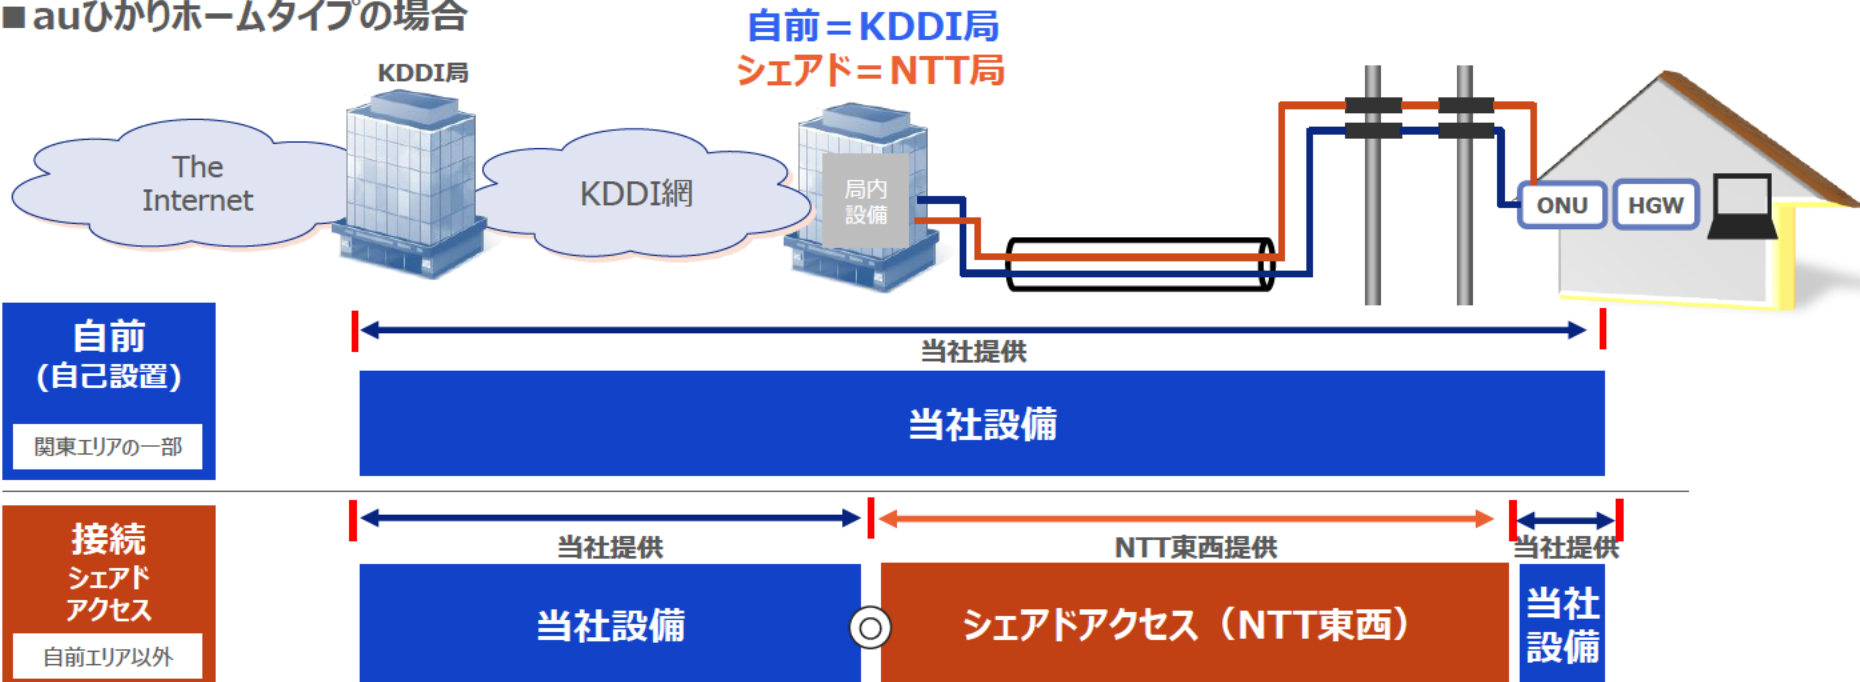 ■auひかりホームタイプの場合
自前＝KDDI局
シェアド＝NTT局
KDDI局
The
Internet
KDDI網
局内
設備
ONU
HGW
自前
(自己設置)
関東エリアの一部
当社提供
当社設備
接続
シェアド
アクセス
自前エリア以外
当社提供
NTT東西提供
当社提供
当社設備
シェアドアクセス（NTT東西）
当社
設備